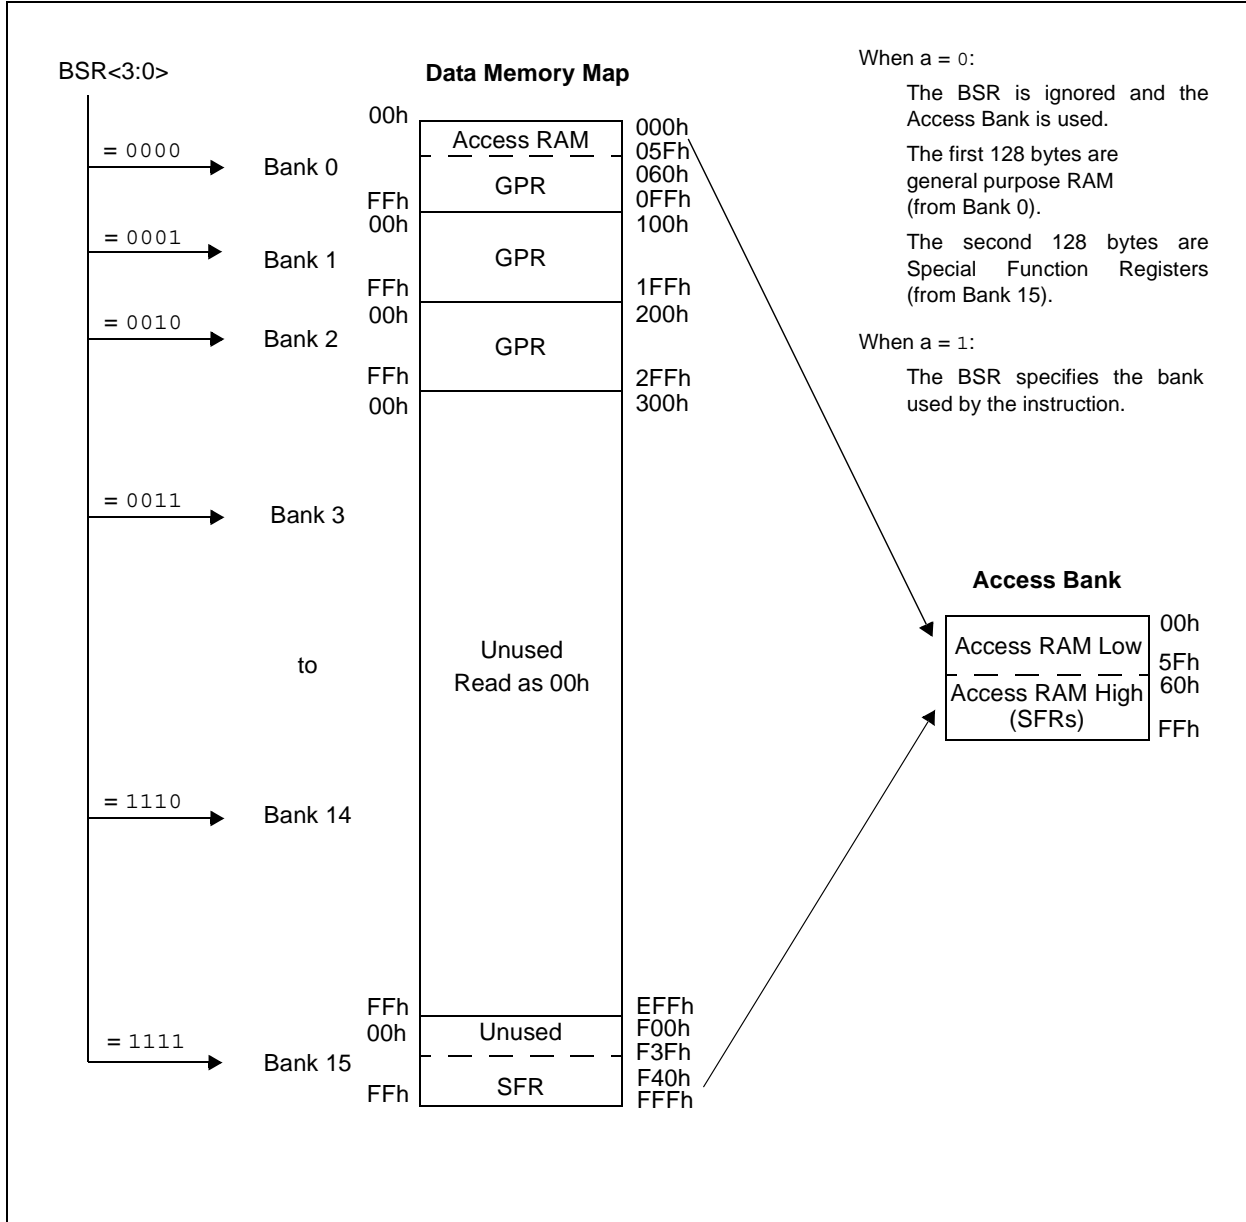 BSR<3:0>
= 0000
Bank 0
= 0001
Bank 1
= 0010
Bank 2
= 0011
Bank 3
to
= 1110
Bank 14
= 1111
Bank 15
Data Memory Map
00h
Access RAM
000h
05Fh
060h
GPR
FFh
0FFh
00h
100h
GPR
FFh
1FFh
00h
200h
GPR
FFh
2FFh
00h
300h
Unused
Read as 00h
FFh
EFFh
00h
Unused
F00h
F3Fh
F40h
SFR
FFh
FFFh
When a = 0:
The BSR is ignored and the
Access Bank is used.
The first 128 bytes are
general purpose RAM
(from Bank 0).
The second 128 bytes are
Special Function Registers
(from Bank 15).
When a = 1:
The BSR specifies the bank
used by the instruction.
Access Bank
00h
Access RAM Low
5Fh
60h
Access RAM High
(SFRs)
FFh